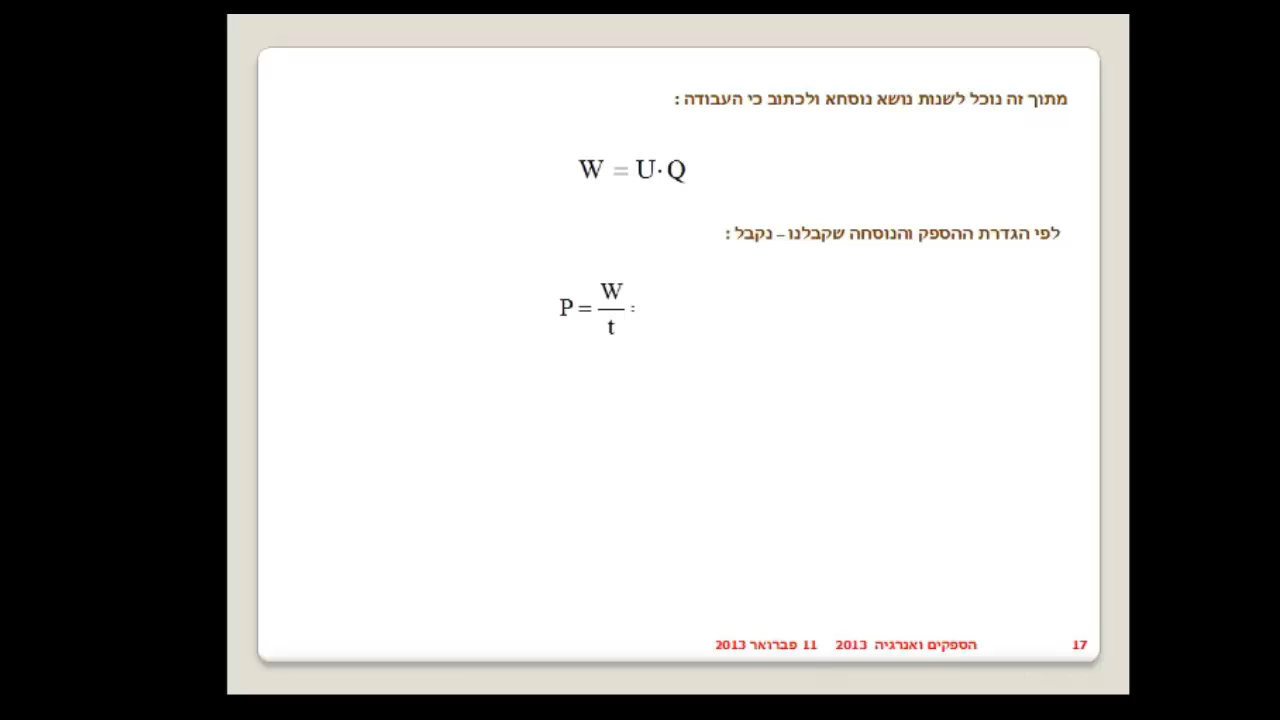 מתוך זה נוכל לשנות נושא נוסחא ולכתוב כי העבודה :
W = U·Q
לפי הגדרת ההספק והנוסחה שקבלנו – נקבל :
P = W/t =
הספקים ואנרגיה 2013 11 פברואר 2013 17